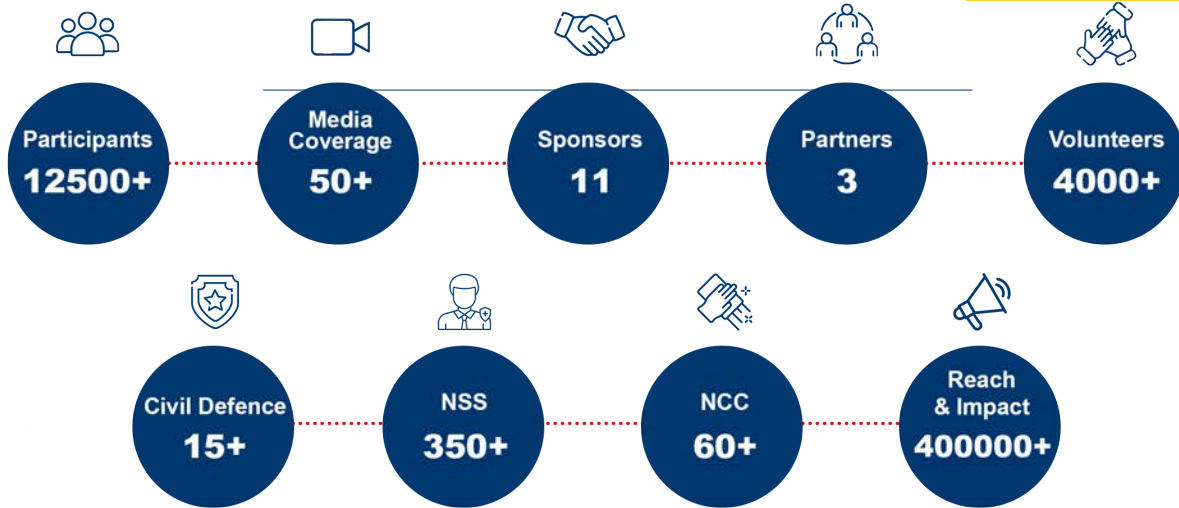 Participants
12500+
Media
Coverage
50+
Sponsors
11
Partners
3
Volunteers
4000+
Civil Defence
15+
NSS
350+
NCC
60+
Reach
& Impact
400000+